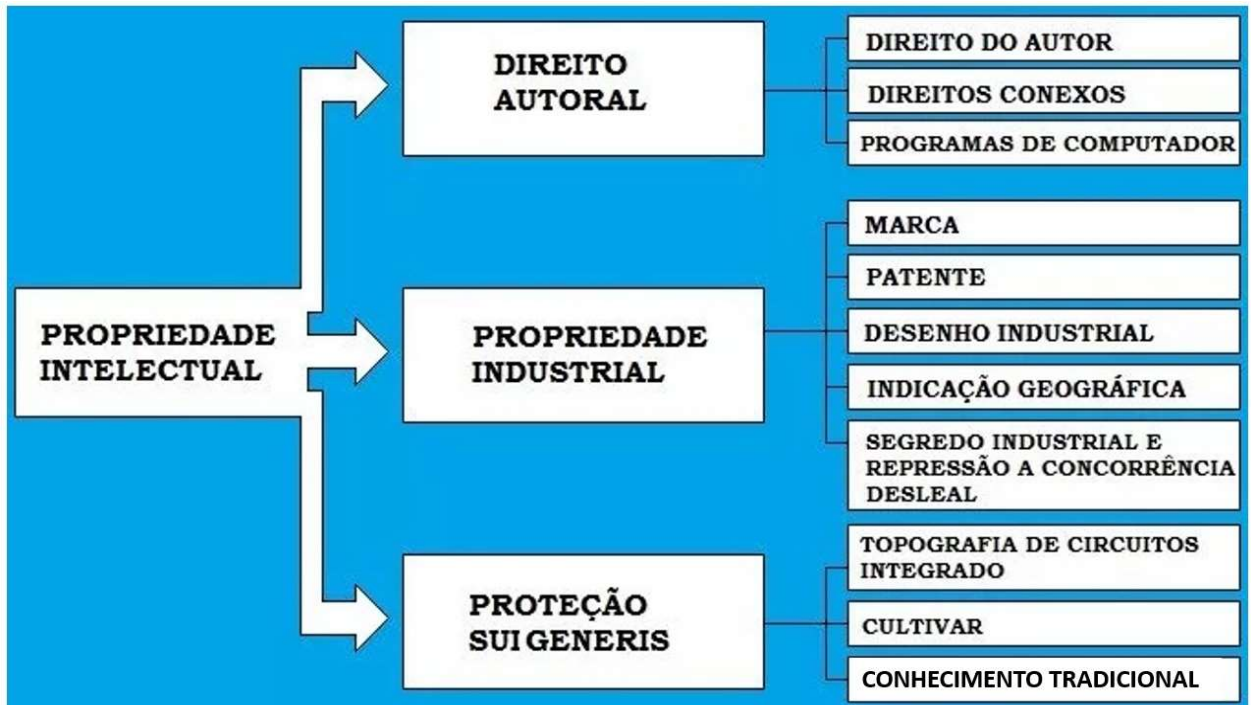 PROPRIEDADE
INTELECTUAL
DIREITO
AUTORAL
DIREITO DO AUTOR
DIREITOS CONEXOS
PROGRAMAS DE COMPUTADOR
PROPRIEDADE
INDUSTRIAL
MARCA
PATENTE
DESENHO INDUSTRIAL
INDICAÇÃO GEOGRÁFICA
SEGREDO INDUSTRIAL E
REPRESSÃO A CONCORRÊNCIA
DESLEAL
PROTEÇÃO
SUI GENERIS
TOPOGRAFIA DE CIRCUITOS
INTEGRADO
CULTIVAR
CONHECIMENTO TRADICIONAL